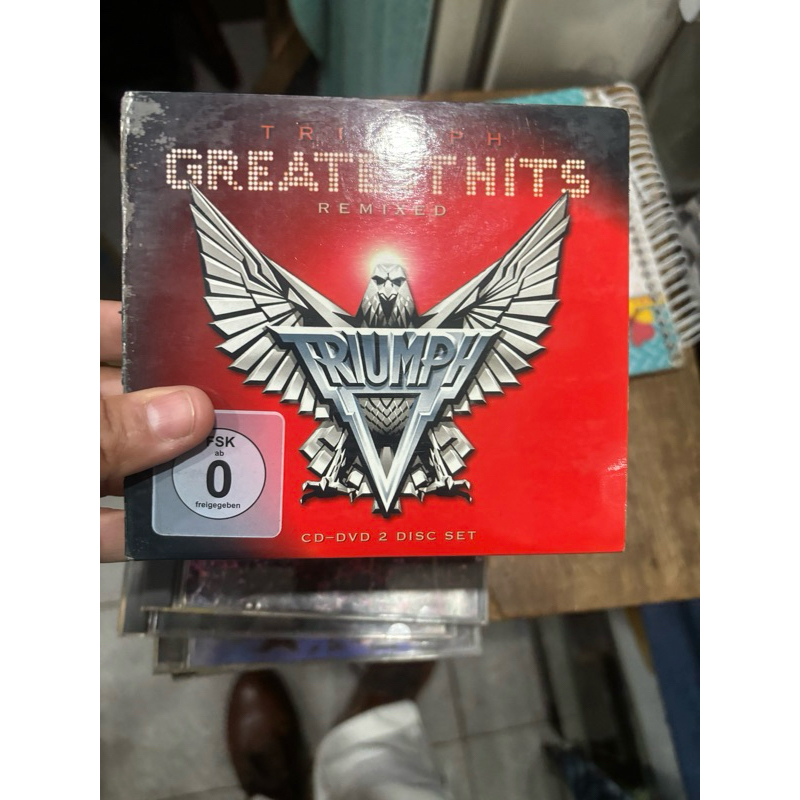 TRIUMPH
GREATEST HITS
REMIXED
TRIUMPH
FSK
ab
0
freigegeben
CD-DVD 2 DISC SET